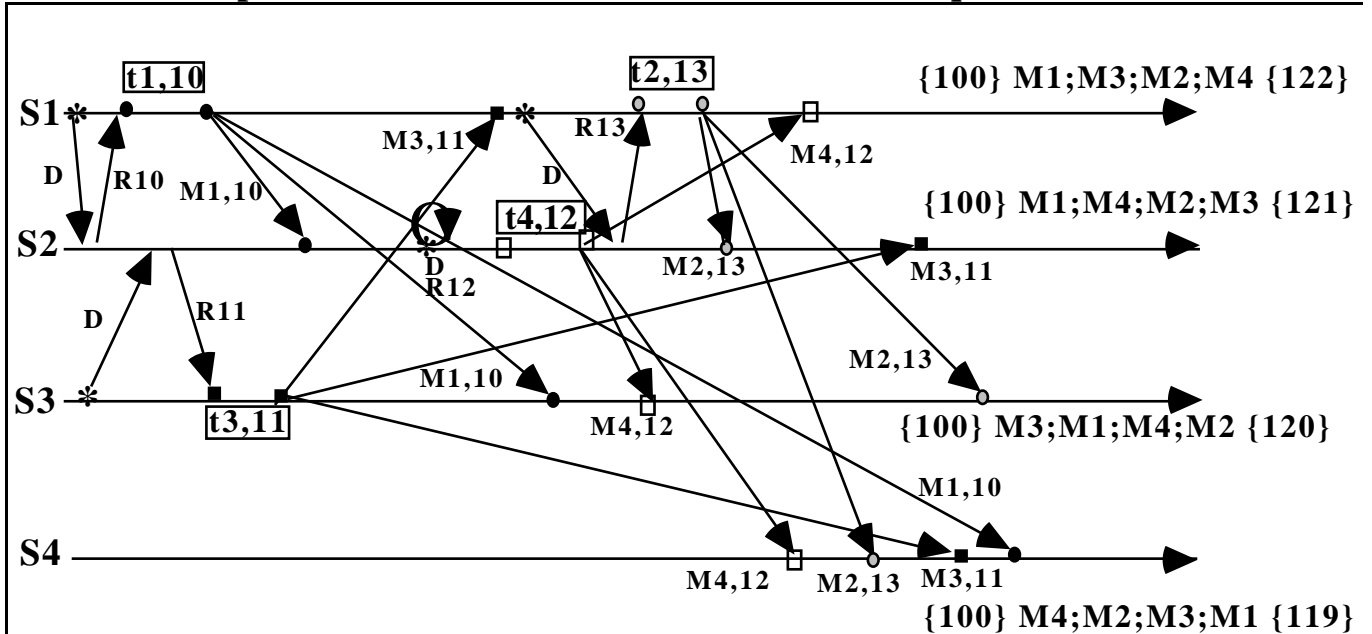 t1,10
t2,13
{100} M1;M3;M2;M4 {122}
S1
R13
M3,11
M4,12
D
R10
D
M1,10
{100} M1;M4;M2;M3 {121}
t4,12
S2
D
M2,13
M3,11
R12
R11
D
M2,13
M1,10
S3
t3,11
M4,12
{100} M3;M1;M4;M2 {120}
M1,10
S4
M4,12
M2,13
M3,11
{100} M4;M2;M3;M1 {119}